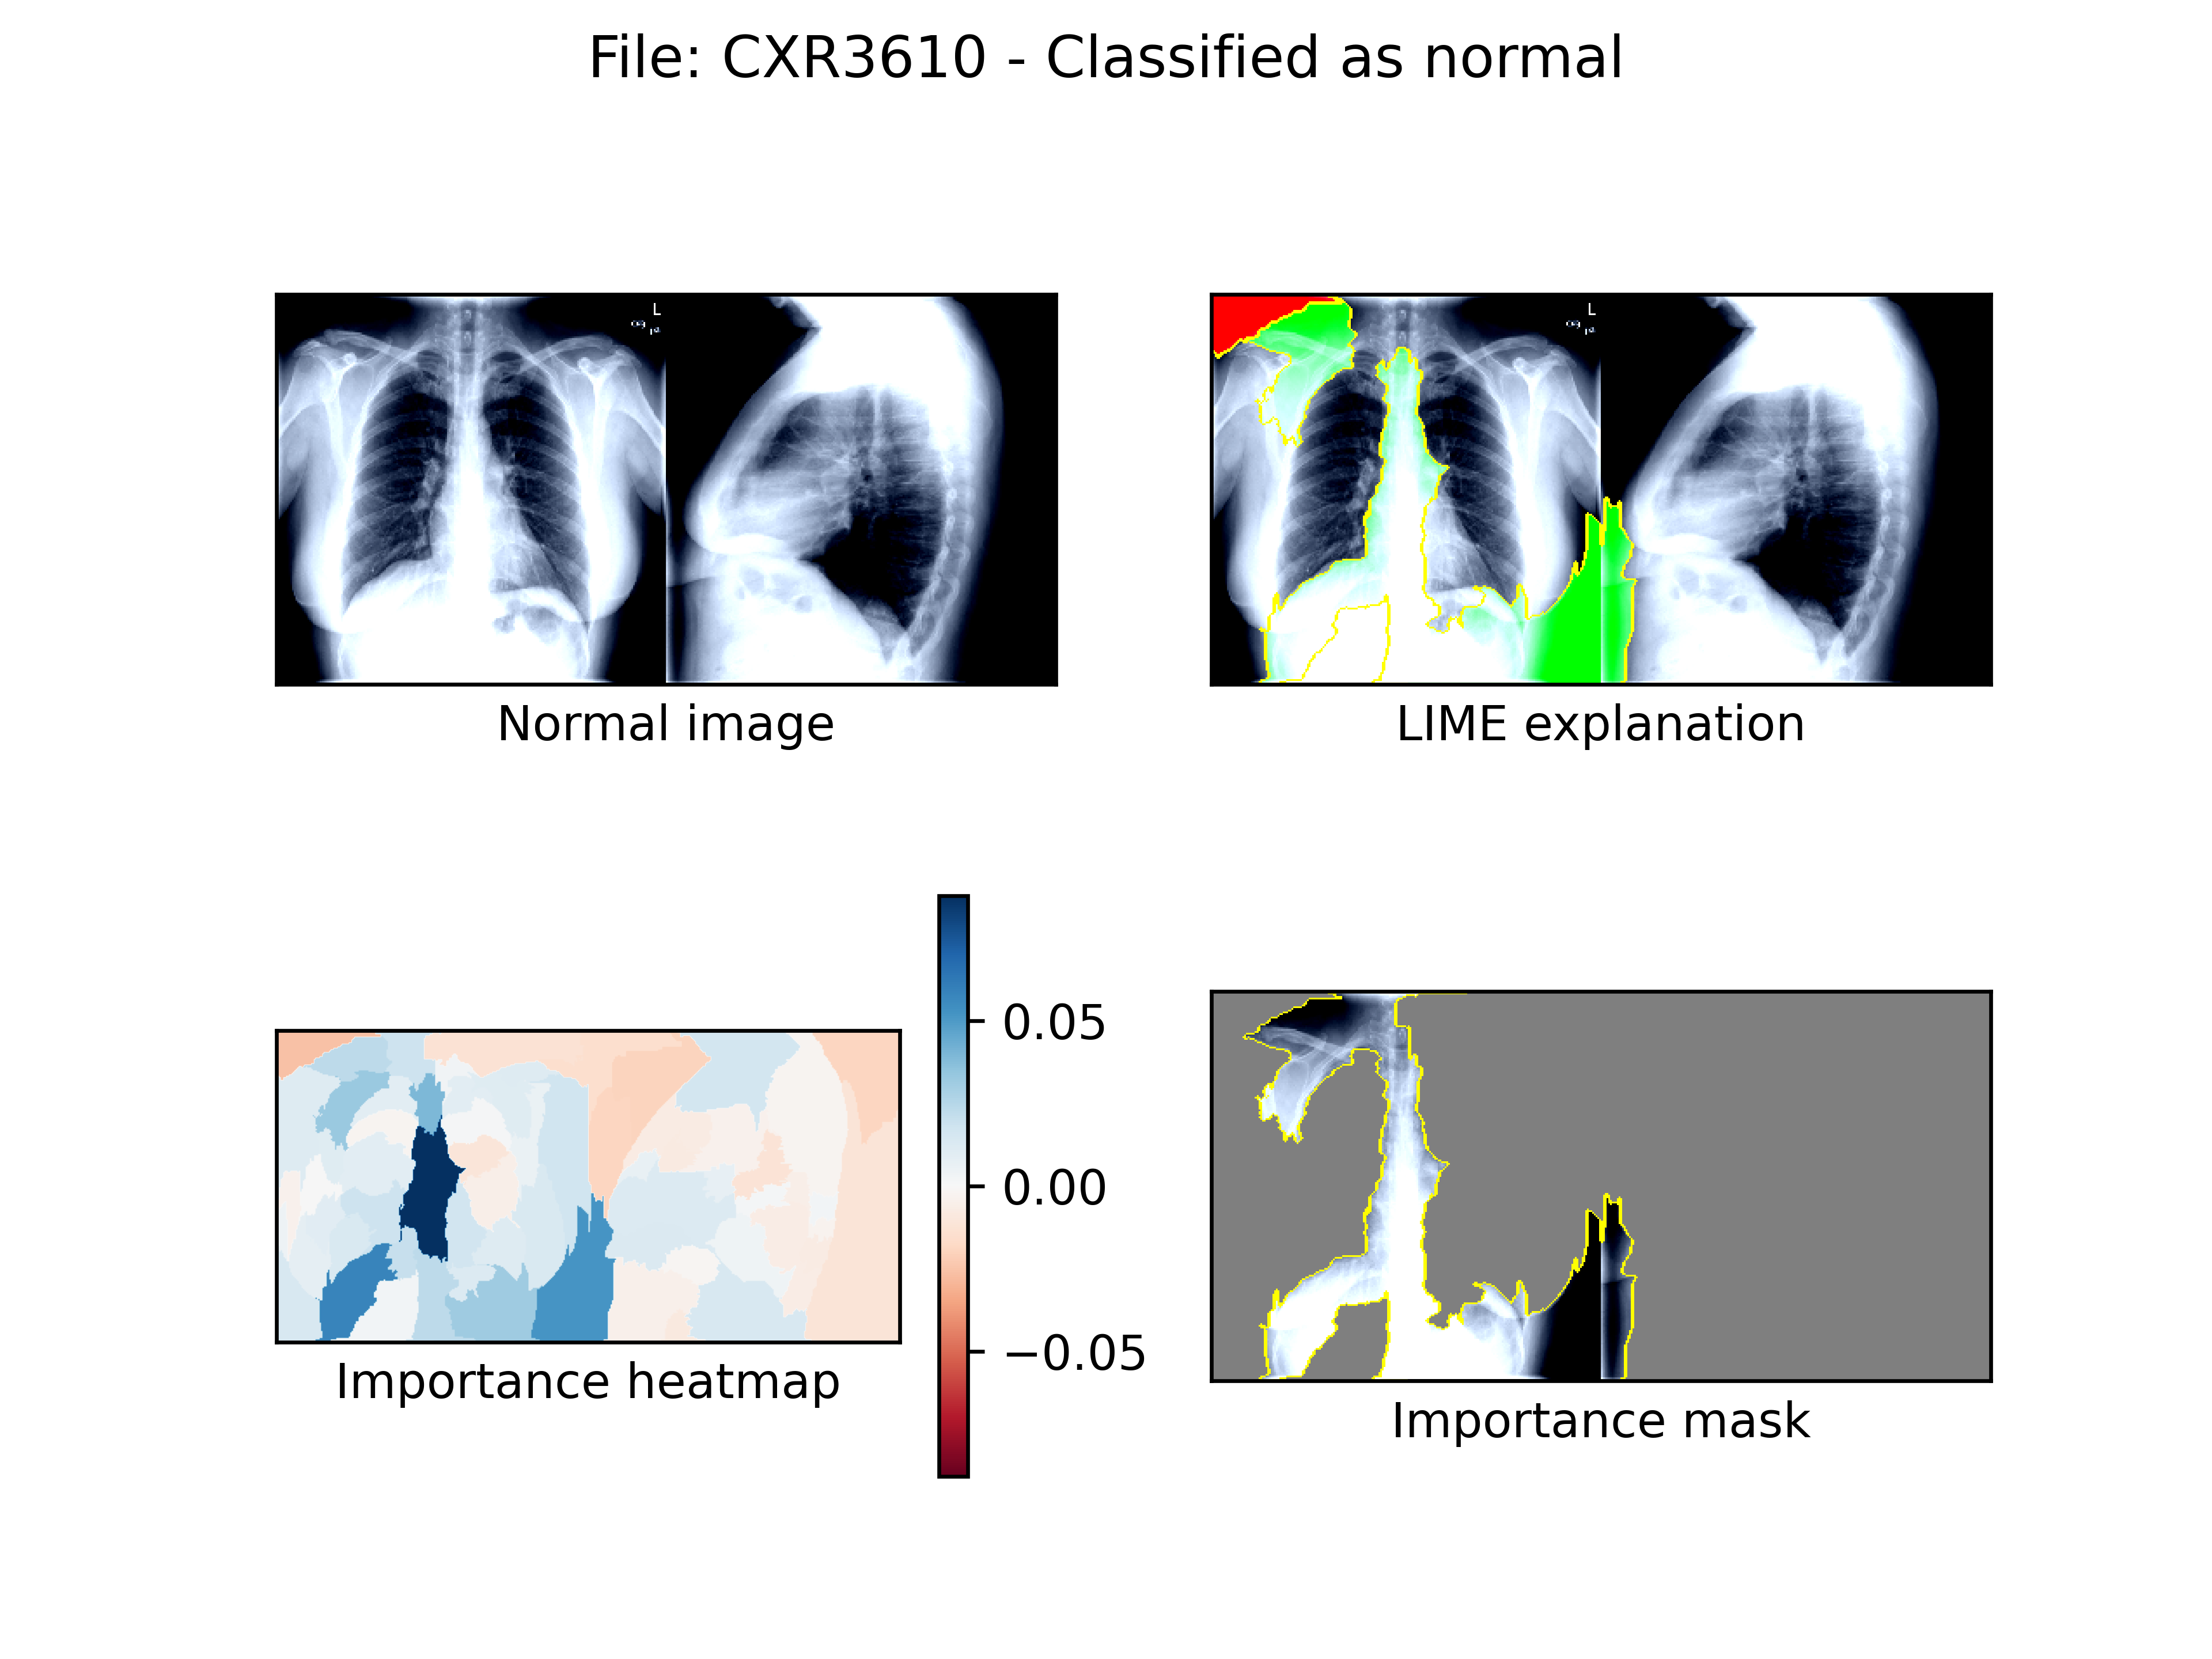 File: CXR3610 - Classified as normal
L
L
Normal image
LIME explanation
0.05
0.00
−0.05
Importance heatmap
Importance mask